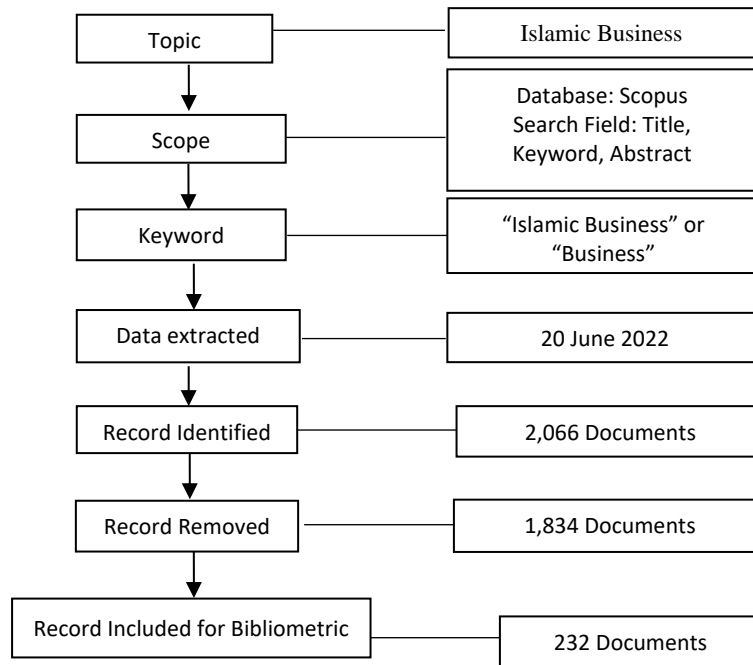 Topic
Islamic Business
Scope
Database: Scopus
Search Field: Title,
Keyword, Abstract
Keyword
“Islamic Business” or
“Business”
Data extracted
20 June 2022
Record Identified
2,066 Documents
Record Removed
1,834 Documents
Record Included for Bibliometric
232 Documents